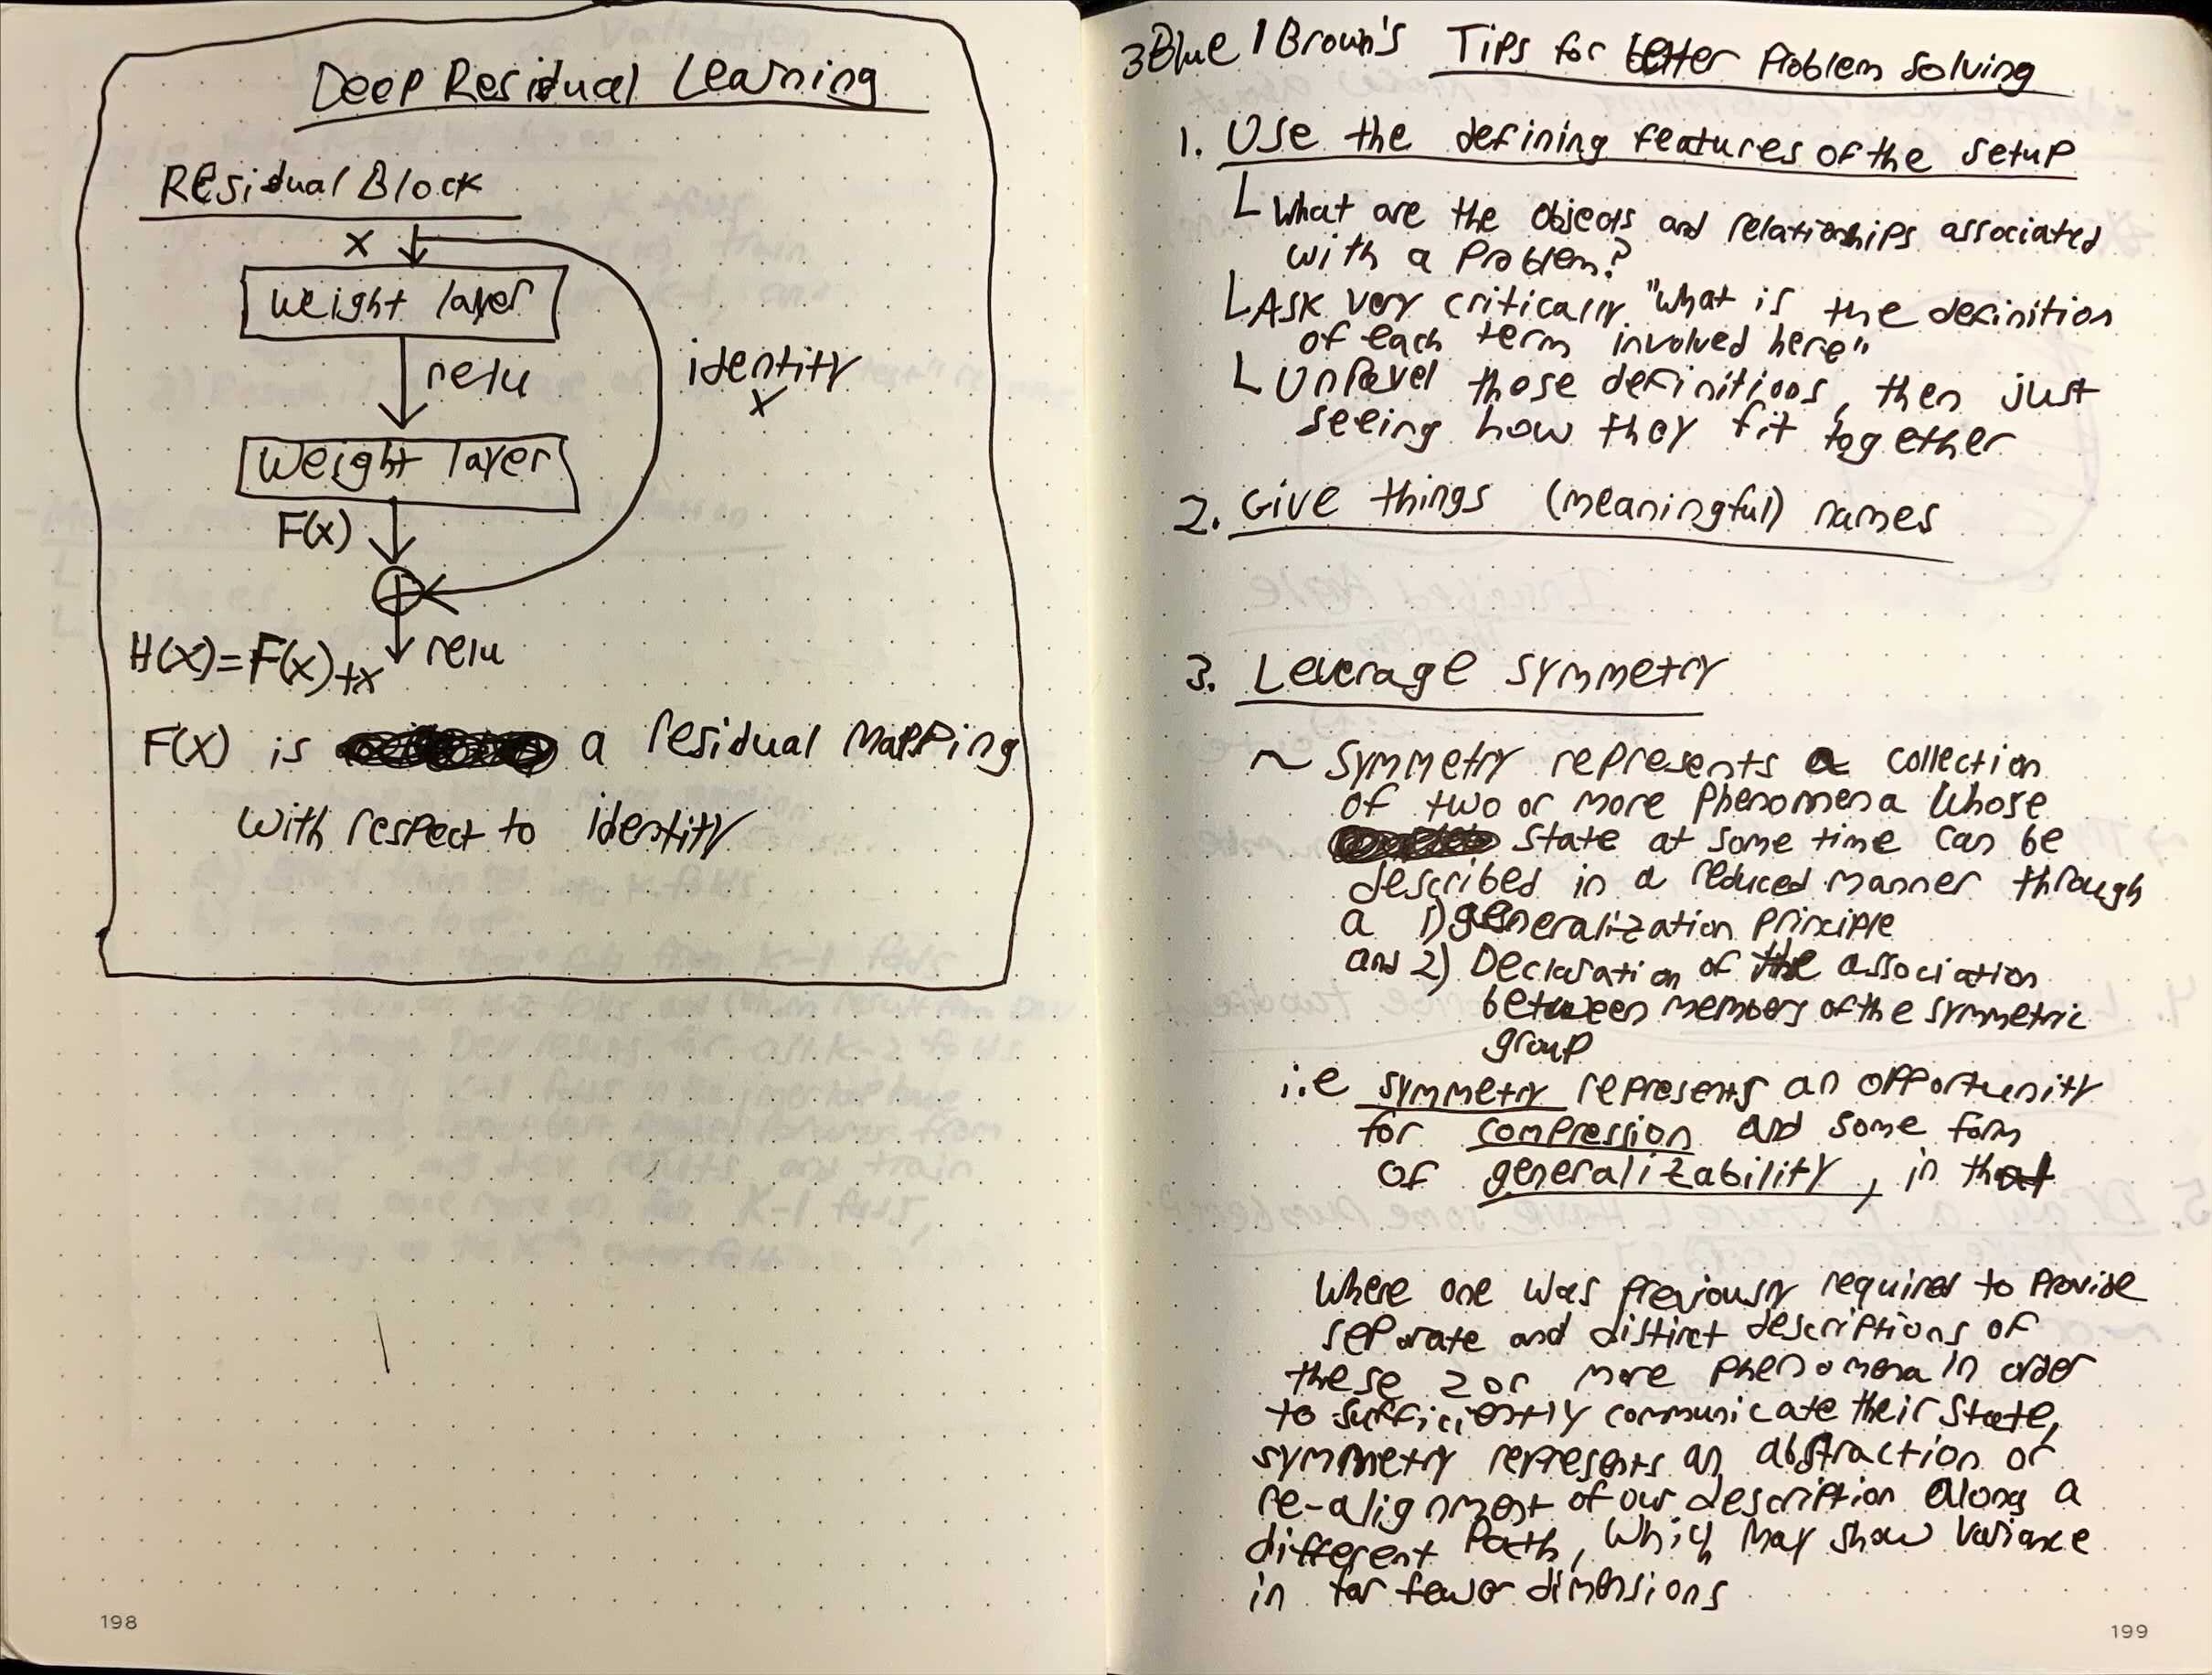 Deep Residual Learning
Residual Block
x
weight layer
relu
identity
x
weight layer
F(x)
H(x)=F(x)+x
relu
F(x) is a residual mapping
with respect to identity
198
3Blue1Brown's Tips for better Problem Solving
1. Use the defining features of the setup
What are the objects and relationships associated
with a problem?
Ask very critically "what is the definition
of each term involved here"
Unravel those definitions, then just
seeing how they fit together
2. Give things (meaningful) names
3. Leverage symmetry
~ Symmetry represents a collection
of two or more phenomena whose
state at some time can be
described in a reduced manner through
a 1) generalization principle
and 2) Declaration of the association
between members of the symmetric
group
i.e symmetry represents an opportunity
for compression and some form
of generalizability, in that
Where one was previously required to provide
separate and distinct descriptions of
these 2 or more phenomena in order
to sufficiently communicate their state,
symmetry represents an abstraction or
re-alignment of our description along a
different path, which may show variance
in far fewer dimensions
199